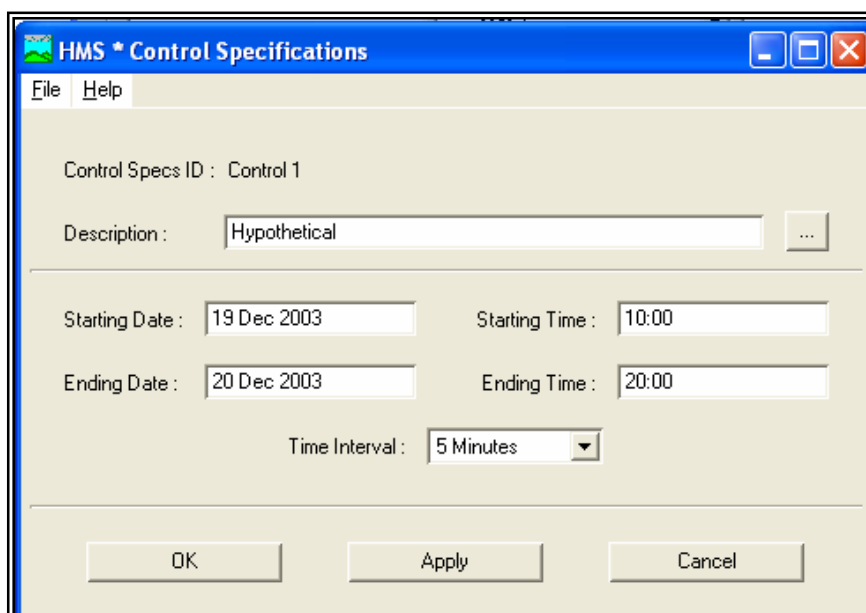 HMS * Control Specifications
File Help
Control Specs ID : Control 1
Description : Hypothetical ...
Starting Date : 19 Dec 2003 Starting Time : 10:00
Ending Date : 20 Dec 2003 Ending Time : 20:00
Time Interval : 5 Minutes
OK Apply Cancel